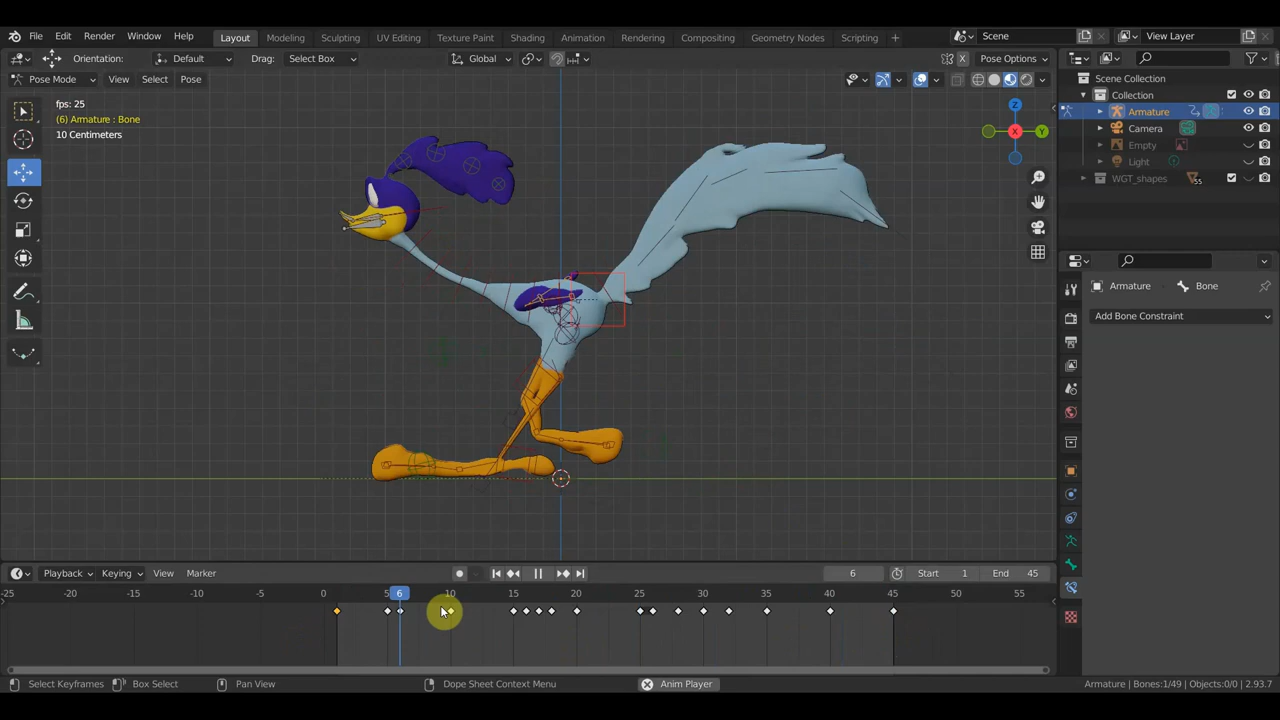 File Edit Render Window Help Layout Modeling Sculpting UV Editing Texture Paint Shading Animation Rendering Compositing Geometry Nodes Scripting + Scene View Layer
Orientation: Default Drag: Select Box Global Pose Options
Pose Mode View Select Pose
Scene Collection
Collection
Armature
Camera
Empty
Light
WGT_shapes 55
fps: 25
(6) Armature : Bone
10 Centimeters
Z
X
Y
Armature Bone
Add Bone Constraint
Playback Keying View Marker 6 Start 1 End 45
-25 -20 -15 -10 -5 0 5 6 10 15 20 25 30 35 40 45 50 55
Select Keyframes Box Select Pan View Dope Sheet Context Menu Anim Player Armature | Bones:1/49 | Objects:0/0 | 2.93.7